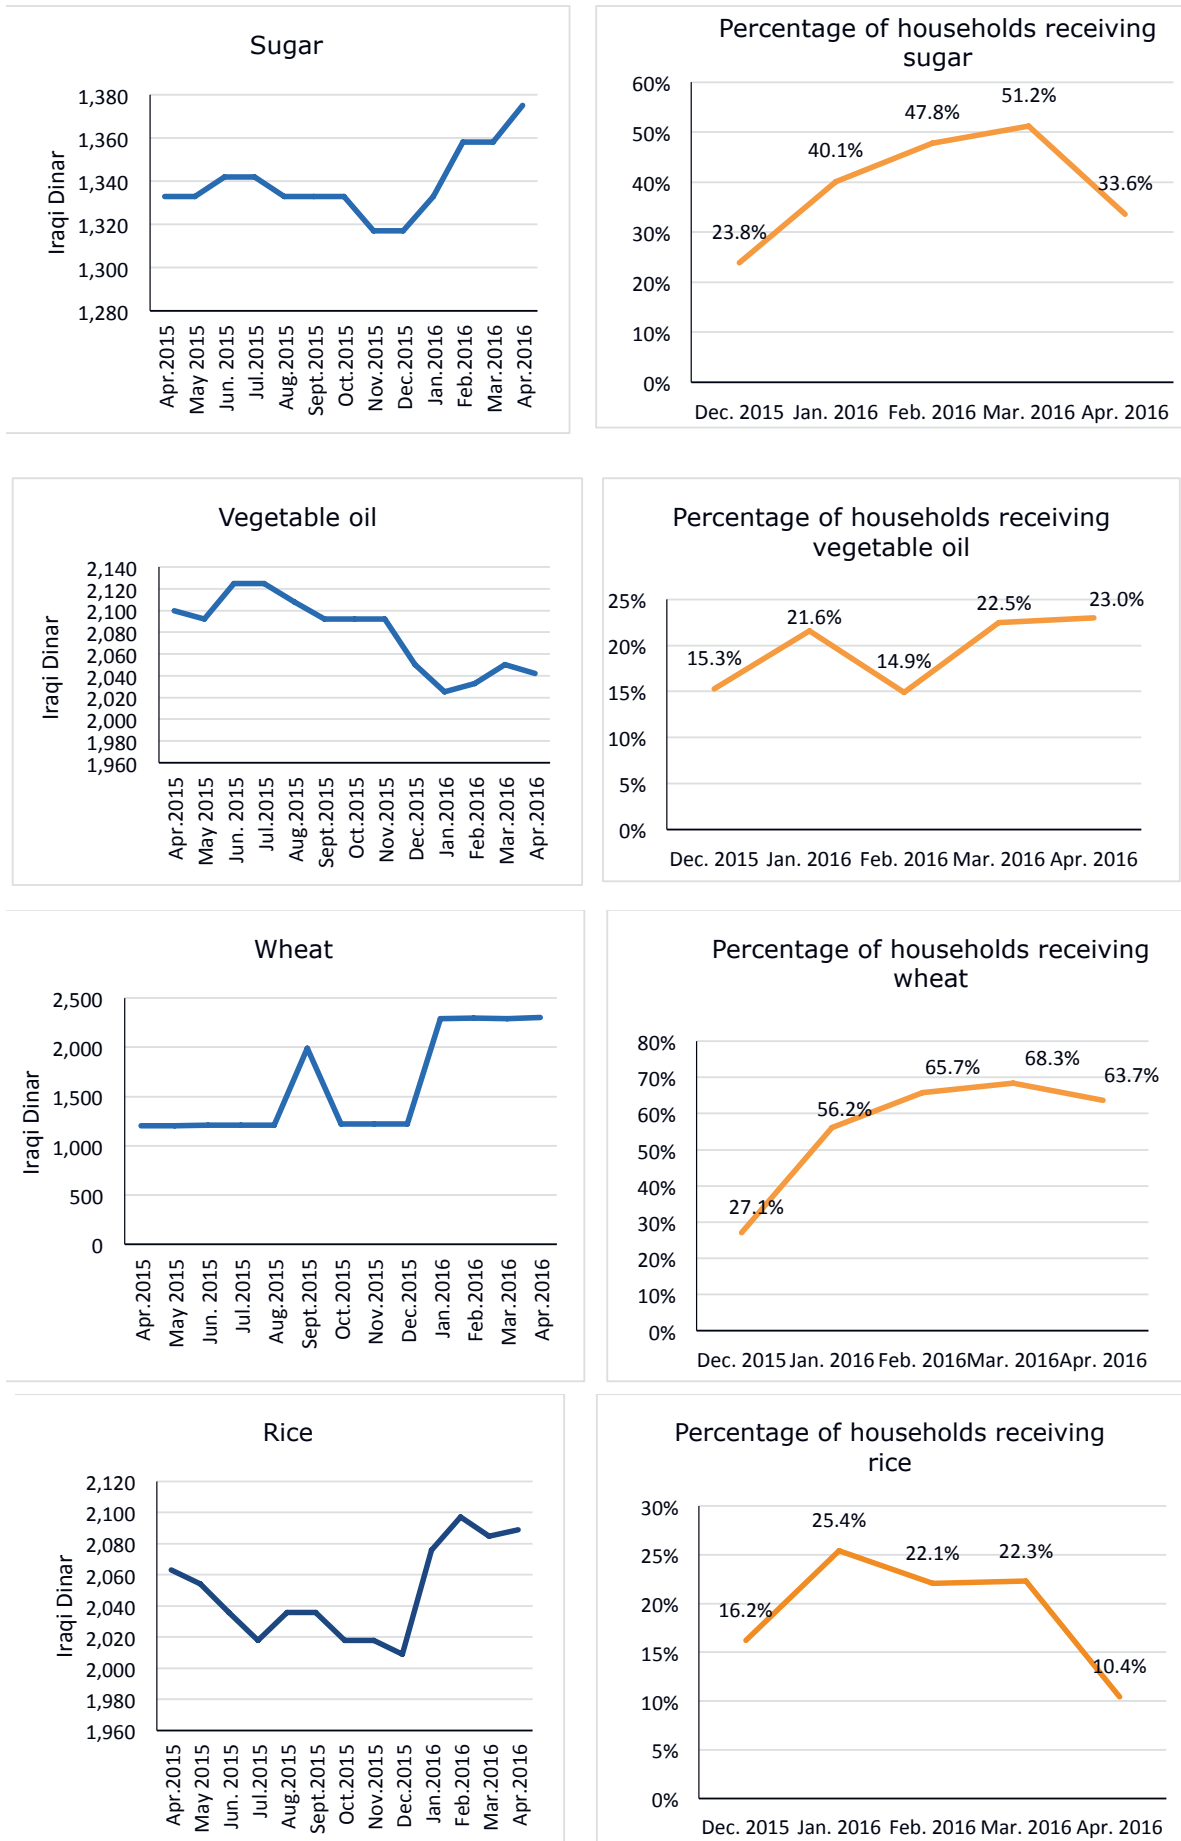 Sugar
Iraqi Dinar
1,380
1,360
1,340
1,320
1,300
1,280
Apr.2015
May 2015
Jun. 2015
Jul.2015
Aug.2015
Sept.2015
Oct.2015
Nov.2015
Dec.2015
Jan.2016
Feb.2016
Mar.2016
Apr.2016
Percentage of households receiving
sugar
60%
50%
40%
30%
20%
10%
0%
23.8%
40.1%
47.8%
51.2%
33.6%
Dec. 2015 Jan. 2016 Feb. 2016 Mar. 2016 Apr. 2016
Vegetable oil
Iraqi Dinar
2,140
2,120
2,100
2,080
2,060
2,040
2,020
2,000
1,980
1,960
Apr.2015
May 2015
Jun. 2015
Jul.2015
Aug.2015
Sept.2015
Oct.2015
Nov.2015
Dec.2015
Jan.2016
Feb.2016
Mar.2016
Apr.2016
Percentage of households receiving
vegetable oil
25%
20%
15%
10%
5%
0%
15.3%
21.6%
14.9%
22.5%
23.0%
Dec. 2015 Jan. 2016 Feb. 2016 Mar. 2016 Apr. 2016
Wheat
Iraqi Dinar
2,500
2,000
1,500
1,000
500
0
Apr.2015
May 2015
Jun. 2015
Jul.2015
Aug.2015
Sept.2015
Oct.2015
Nov.2015
Dec.2015
Jan.2016
Feb.2016
Mar.2016
Apr.2016
Percentage of households receiving
wheat
80%
70%
60%
50%
40%
30%
20%
10%
0%
27.1%
56.2%
65.7%
68.3%
63.7%
Dec. 2015 Jan. 2016 Feb. 2016 Mar. 2016 Apr. 2016
Rice
Iraqi Dinar
2,120
2,100
2,080
2,060
2,040
2,020
2,000
1,980
1,960
Apr.2015
May 2015
Jun. 2015
Jul.2015
Aug.2015
Sept.2015
Oct.2015
Nov.2015
Dec.2015
Jan.2016
Feb.2016
Mar.2016
Apr.2016
Percentage of households receiving
rice
30%
25%
20%
15%
10%
5%
0%
16.2%
25.4%
22.1%
22.3%
10.4%
Dec. 2015 Jan. 2016 Feb. 2016 Mar. 2016 Apr. 2016